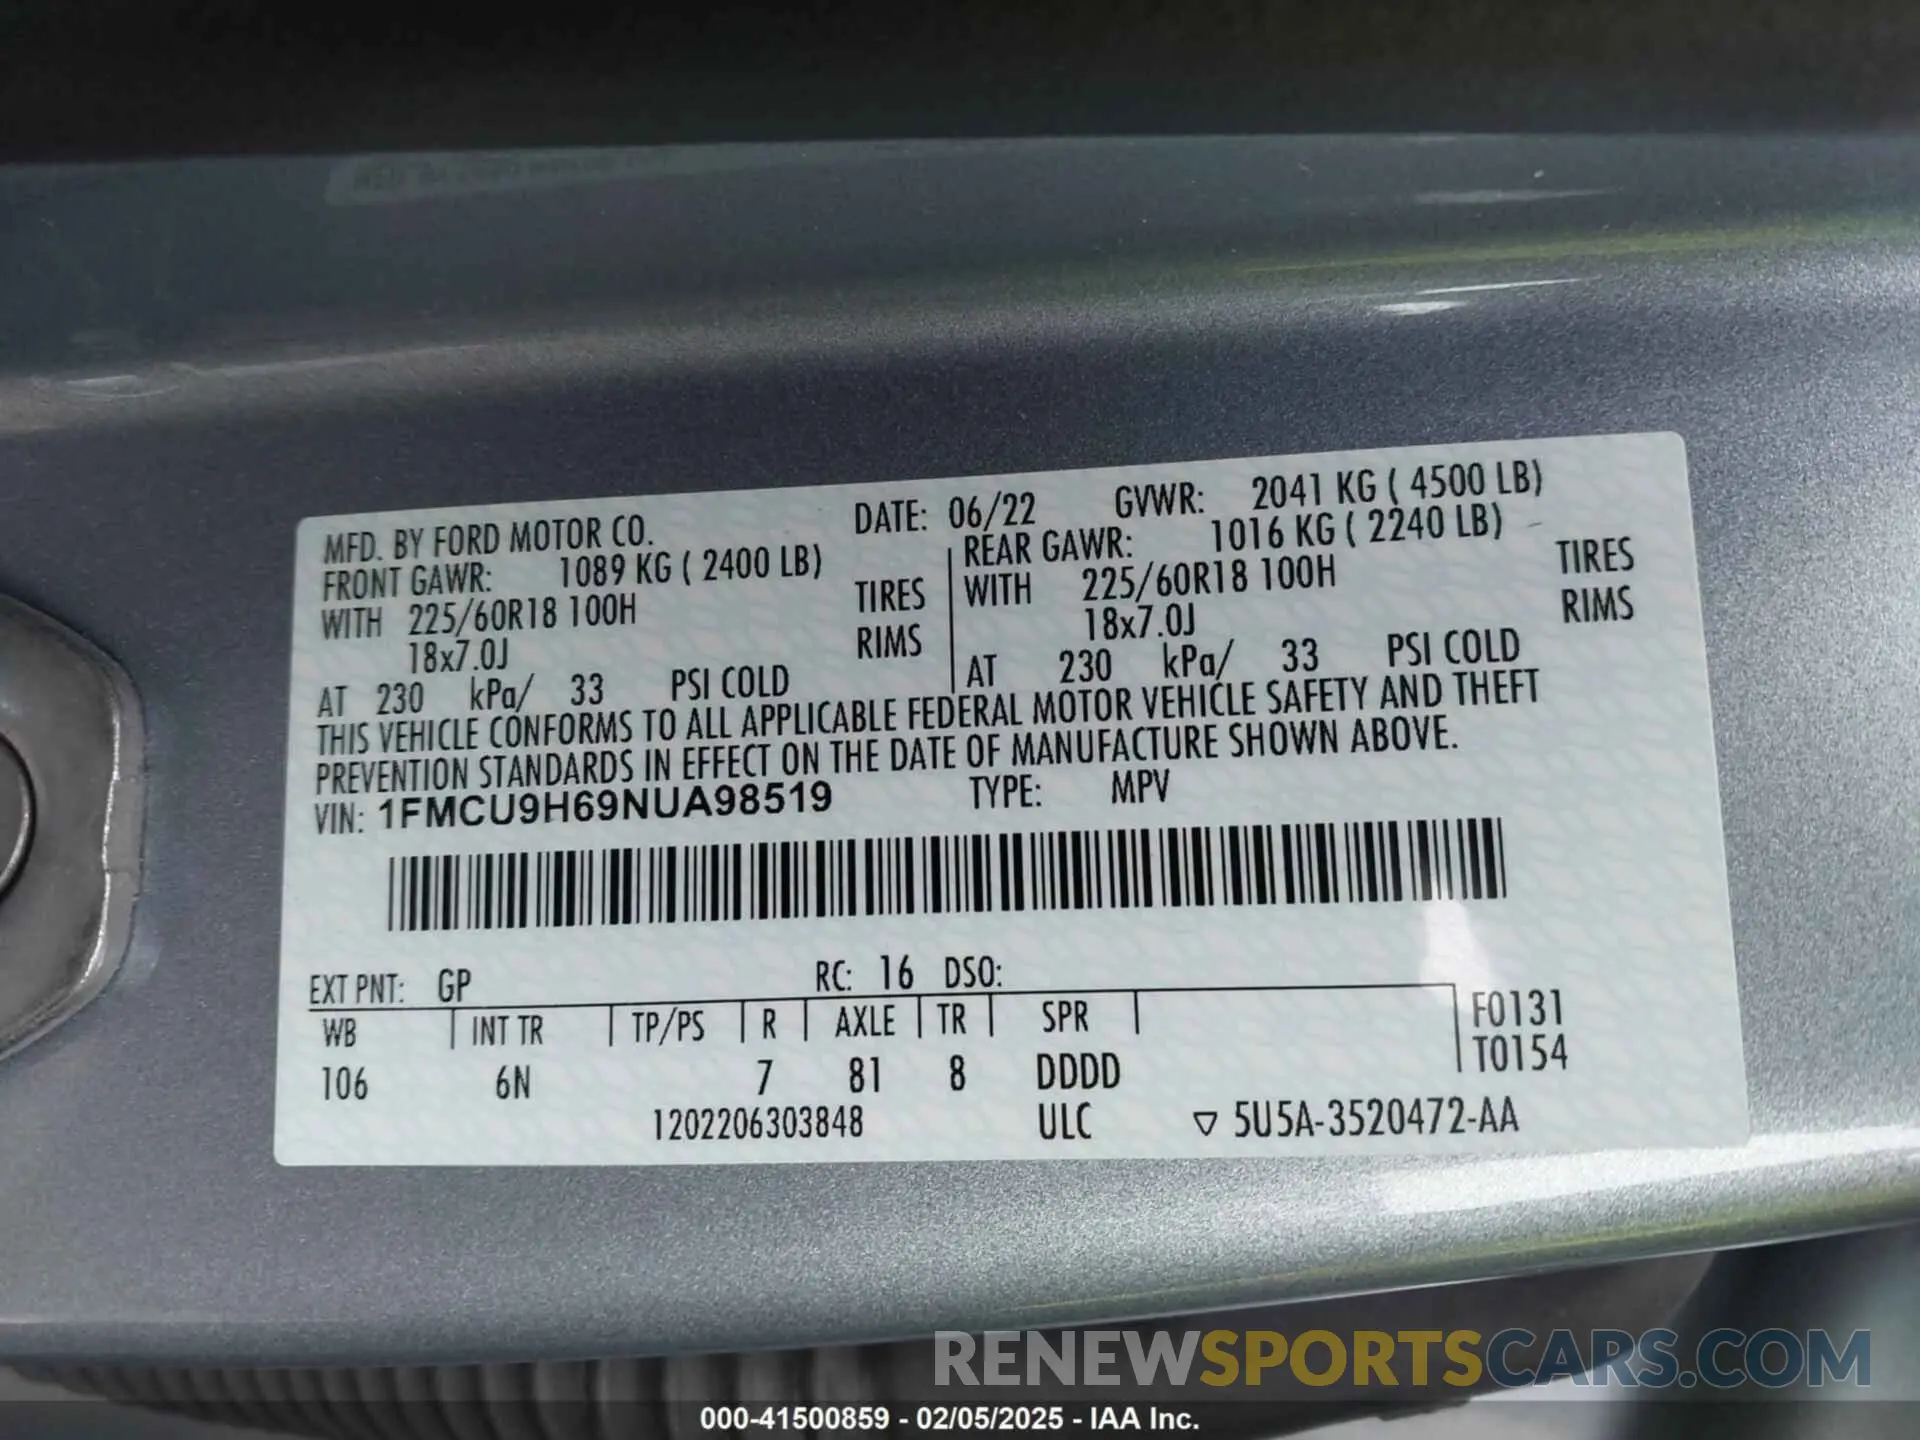 MFD. BY FORD MOTOR CO. DATE: 06/22 GVWR: 2041 KG ( 4500 LB)
FRONT GAWR: 1089 KG ( 2400 LB) REAR GAWR: 1016 KG ( 2240 LB)
WITH 225/60R18 100H TIRES WITH 225/60R18 100H TIRES
18x7.0J RIMS 18x7.0J RIMS
AT 230 kPa/ 33 PSI COLD AT 230 kPa/ 33 PSI COLD
THIS VEHICLE CONFORMS TO ALL APPLICABLE FEDERAL MOTOR VEHICLE SAFETY AND THEFT
PREVENTION STANDARDS IN EFFECT ON THE DATE OF MANUFACTURE SHOWN ABOVE.
VIN: 1FMCU9H69NUA98519 TYPE: MPV
EXT PNT: GP RC: 16 DSO:
WB INT TR TP/PS R AXLE TR SPR F0131
T0154
106 6N 7 81 8 DDDD
1202206303848 ULC ▽ 5U5A-3520472-AA
RENEWSPORTSCARS.COM
000-41500859 - 02/05/2025 - IAA Inc.